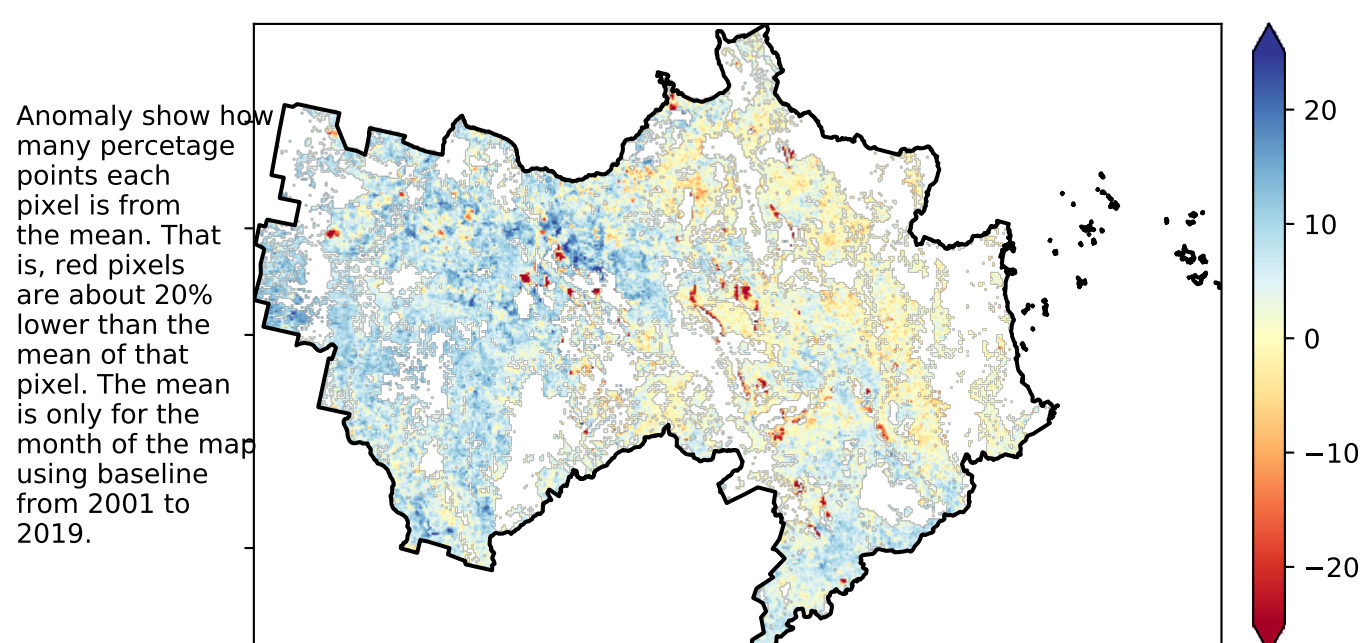 Anomaly show how
many percetage
points each
pixel is from
the mean. That
is, red pixels
are about 20%
lower than the
mean of that
pixel. The mean
is only for the
month of the map
using baseline
from 2001 to
2019.
20
10
0
−10
−20